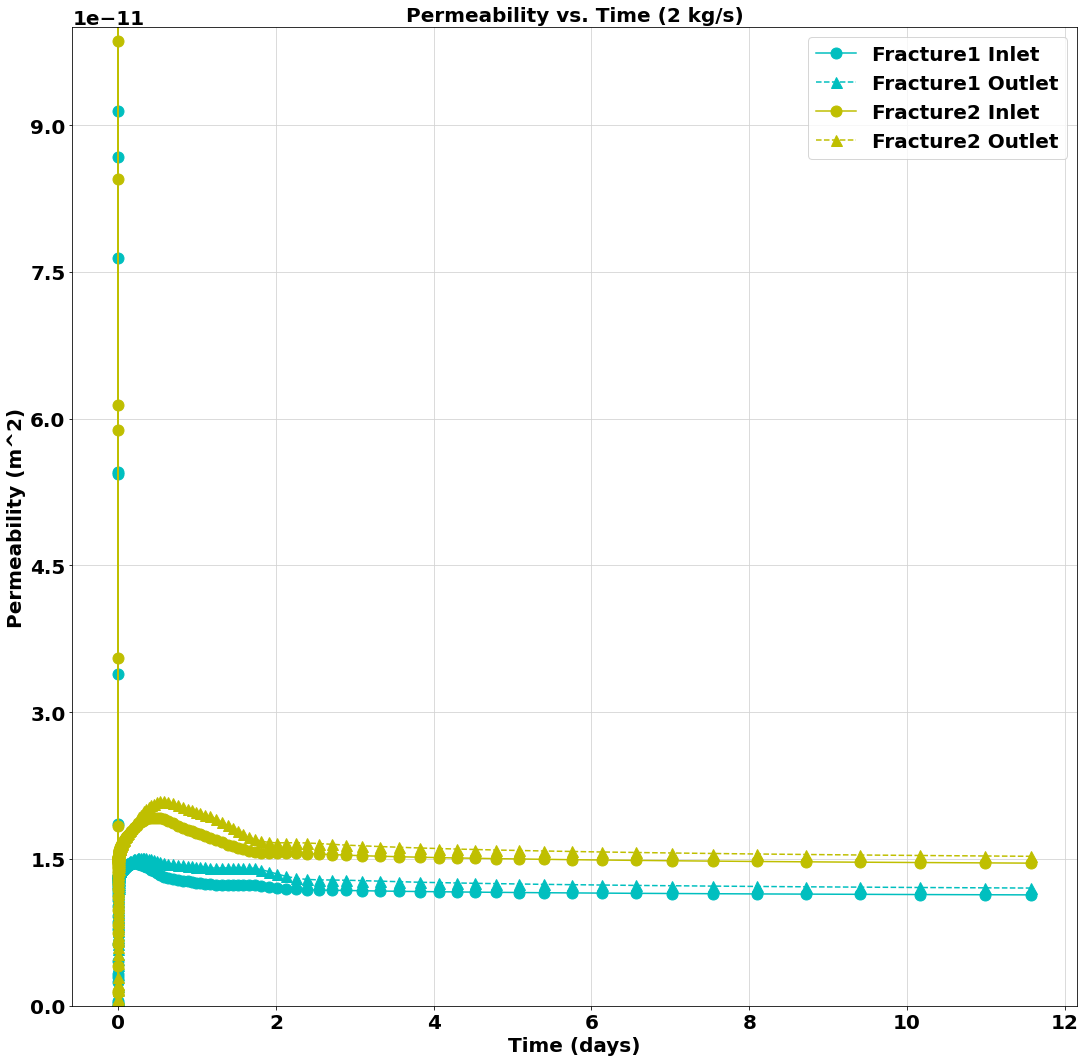 Permeability vs. Time (2 kg/s)
1e−11
Fracture1 Inlet
Fracture1 Outlet
Fracture2 Inlet
Fracture2 Outlet
9.0
7.5
6.0
4.5
3.0
1.5
0.0
Permeability (m^2)
0 2 4 6 8 10 12
Time (days)